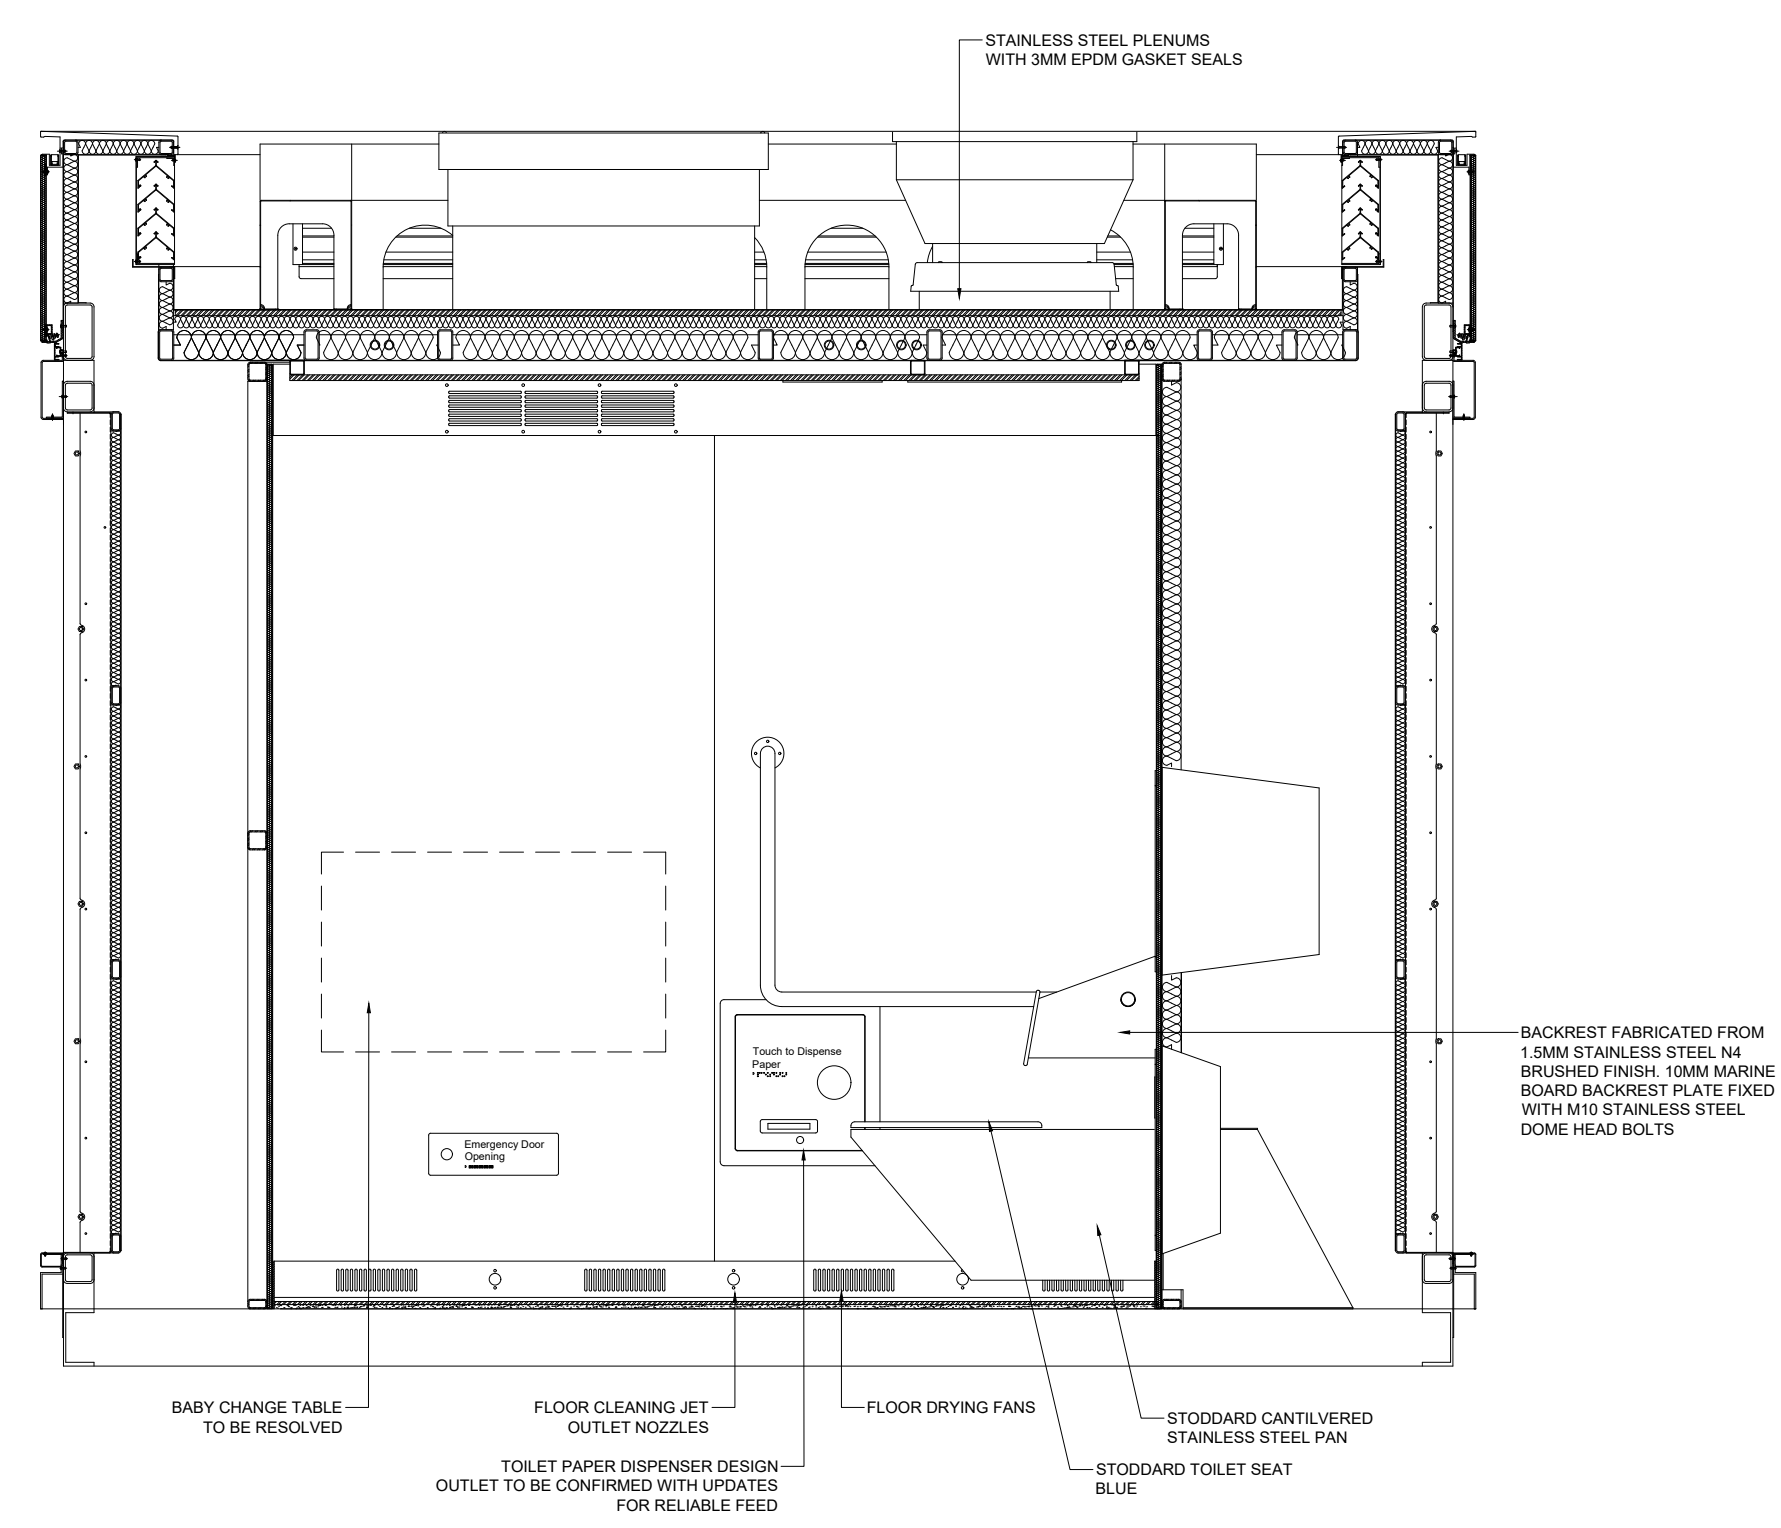 STAINLESS STEEL PLENUMS
WITH 3MM EPDM GASKET SEALS
Touch to Dispense
Paper
BACKREST FABRICATED FROM
1.5MM STAINLESS STEEL N4
BRUSHED FINISH. 10MM MARINE
BOARD BACKREST PLATE FIXED
WITH M10 STAINLESS STEEL
DOME HEAD BOLTS
Emergency Door
Opening
BABY CHANGE TABLE
TO BE RESOLVED
FLOOR CLEANING JET
OUTLET NOZZLES
FLOOR DRYING FANS
STODDARD CANTILVERED
STAINLESS STEEL PAN
TOILET PAPER DISPENSER DESIGN
OUTLET TO BE CONFIRMED WITH UPDATES
FOR RELIABLE FEED
STODDARD TOILET SEAT
BLUE